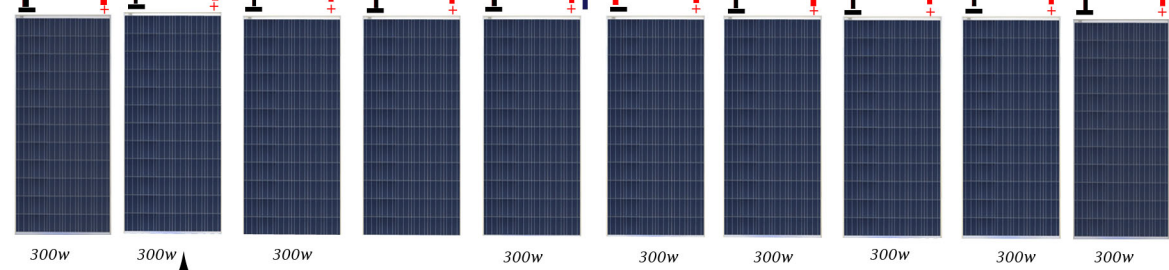 + + + + + + + + + +
300w 300w 300w 300w 300w 300w 300w 300w 300w